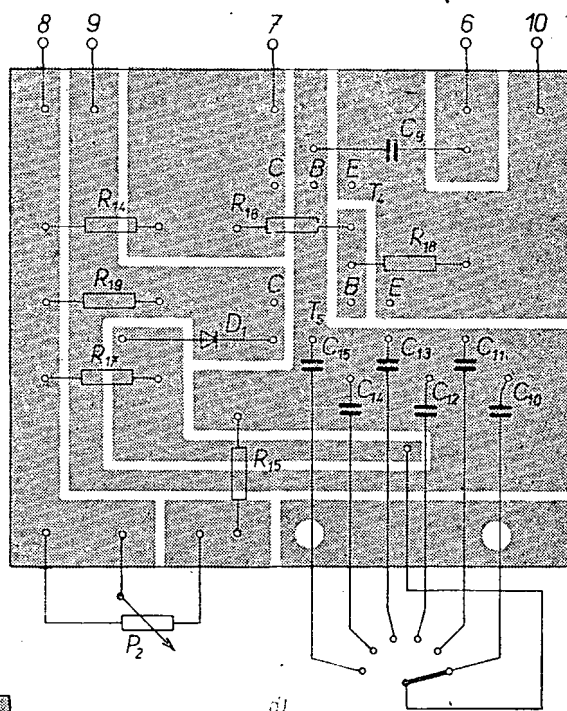 8 9 7 6 10
C₉
C B E
T₄
R₁₄ R₁₆
R₁₈
C B E
R₁₉
D₁ T₅
C₁₅ C₁₃ C₁₁
R₁₇
C₁₄ C₁₂ C₁₀
R₁₅
P₂